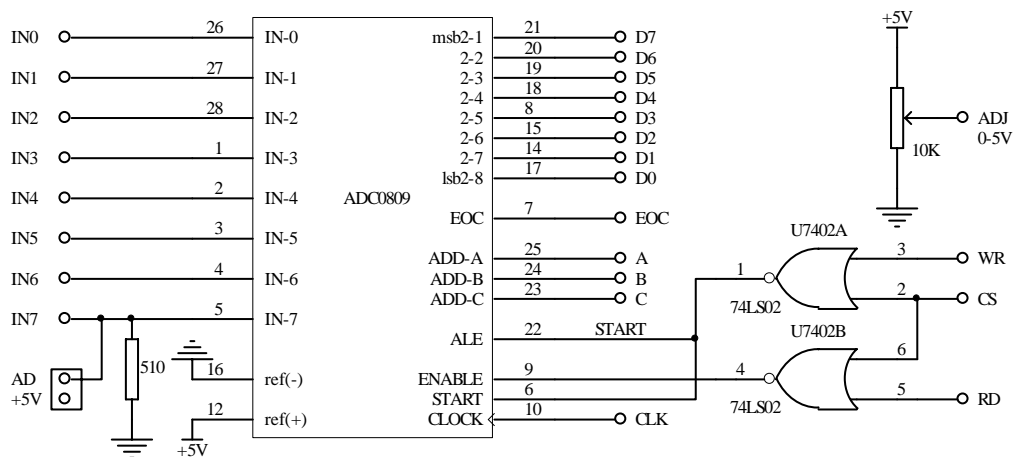 IN0 26 IN-0 msb2-1 21 D7
2-2 20 D6
IN1 27 IN-1 2-3 19 D5
2-4 18 D4
IN2 28 IN-2 2-5 8 D3
2-6 15 D2
IN3 1 IN-3 2-7 14 D1
lsb2-8 17 D0
IN4 2 IN-4 ADC0809
EOC 7 EOC
IN5 3 IN-5
ADD-A 25 A
IN6 4 IN-6 ADD-B 24 B
ADD-C 23 C
IN7 5 IN-7
ALE 22 START
510
AD 16 ref(-) ENABLE 9
+5V
START 6
12 ref(+) CLOCK 10 CLK
+5V
+5V
ADJ
0-5V
10K
U7402A
1 3 WR
2 CS
74LS02
U7402B
6
4 5 RD
74LS02